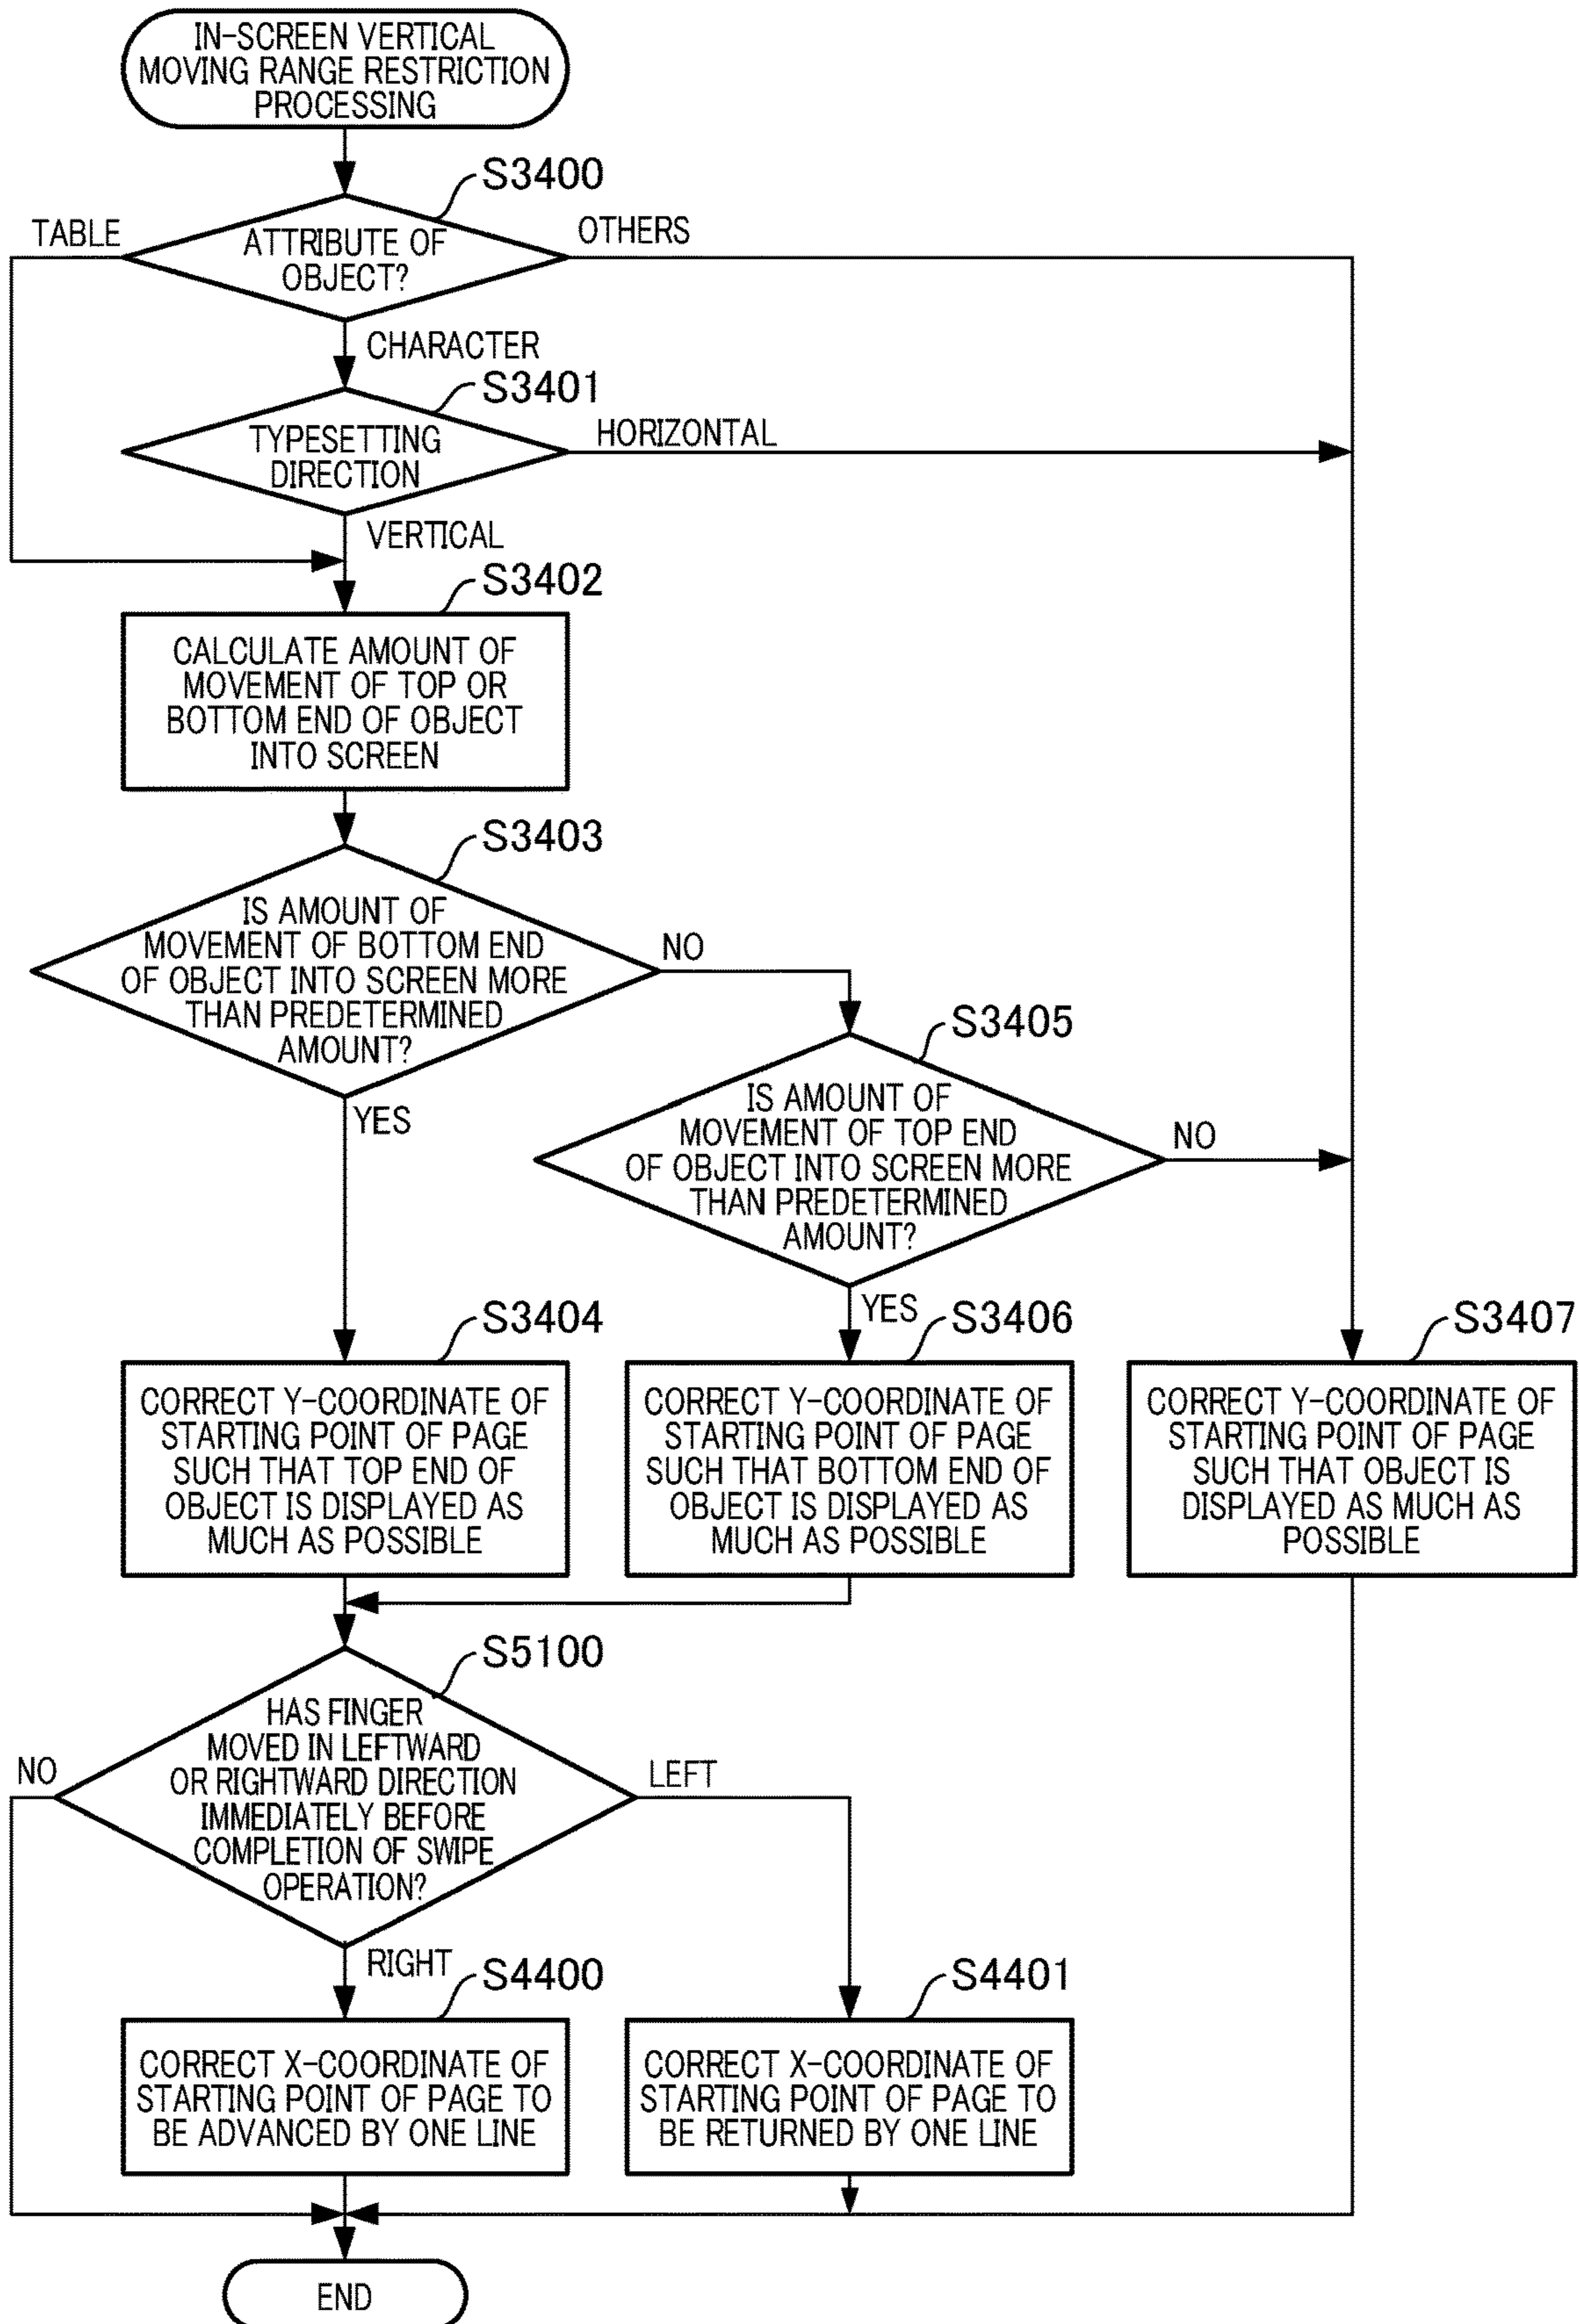 IN-SCREEN VERTICAL
MOVING RANGE RESTRICTION
PROCESSING
S3400
TABLE
OTHERS
ATTRIBUTE OF
OBJECT?
CHARACTER
S3401
HORIZONTAL
TYPESETTING
DIRECTION
VERTICAL
S3402
CALCULATE AMOUNT OF
MOVEMENT OF TOP OR
BOTTOM END OF OBJECT
INTO SCREEN
S3403
IS AMOUNT OF
MOVEMENT OF BOTTOM END
OF OBJECT INTO SCREEN MORE
THAN PREDETERMINED
AMOUNT?
NO
YES
S3405
IS AMOUNT OF
MOVEMENT OF TOP END
OF OBJECT INTO SCREEN MORE
THAN PREDETERMINED
AMOUNT?
NO
YES
S3404
CORRECT Y-COORDINATE OF
STARTING POINT OF PAGE
SUCH THAT TOP END OF
OBJECT IS DISPLAYED AS
MUCH AS POSSIBLE
S3406
CORRECT Y-COORDINATE OF
STARTING POINT OF PAGE
SUCH THAT BOTTOM END OF
OBJECT IS DISPLAYED AS
MUCH AS POSSIBLE
S3407
CORRECT Y-COORDINATE OF
STARTING POINT OF PAGE
SUCH THAT OBJECT IS
DISPLAYED AS MUCH AS
POSSIBLE
S5100
HAS FINGER
MOVED IN LEFTWARD
OR RIGHTWARD DIRECTION
IMMEDIATELY BEFORE
COMPLETION OF SWIPE
OPERATION?
NO
LEFT
RIGHT
S4400
CORRECT X-COORDINATE OF
STARTING POINT OF PAGE TO
BE ADVANCED BY ONE LINE
S4401
CORRECT X-COORDINATE OF
STARTING POINT OF PAGE TO
BE RETURNED BY ONE LINE
END